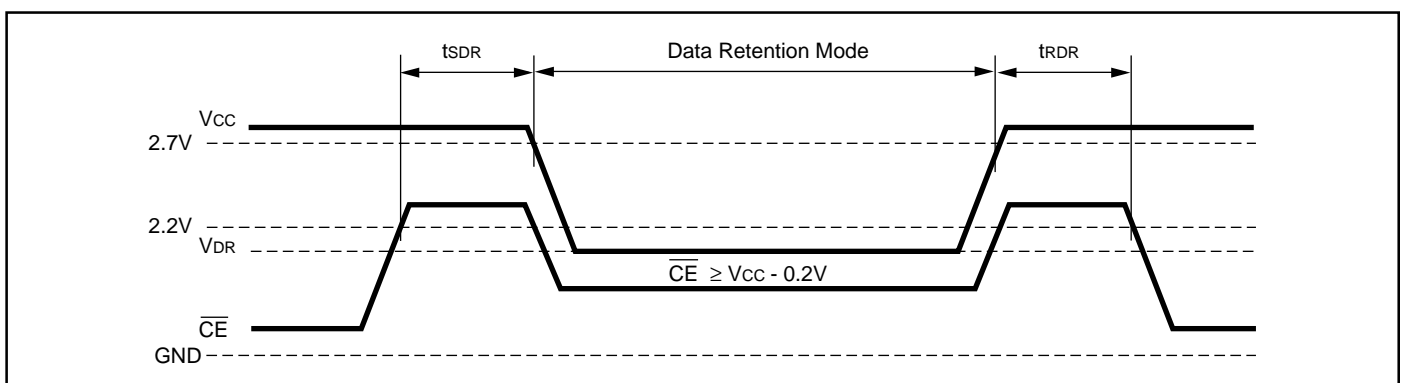 tSDR Data Retention Mode tRDR
VCC
2.7V
2.2V
VDR
CE ≥ VCC - 0.2V
CE
GND